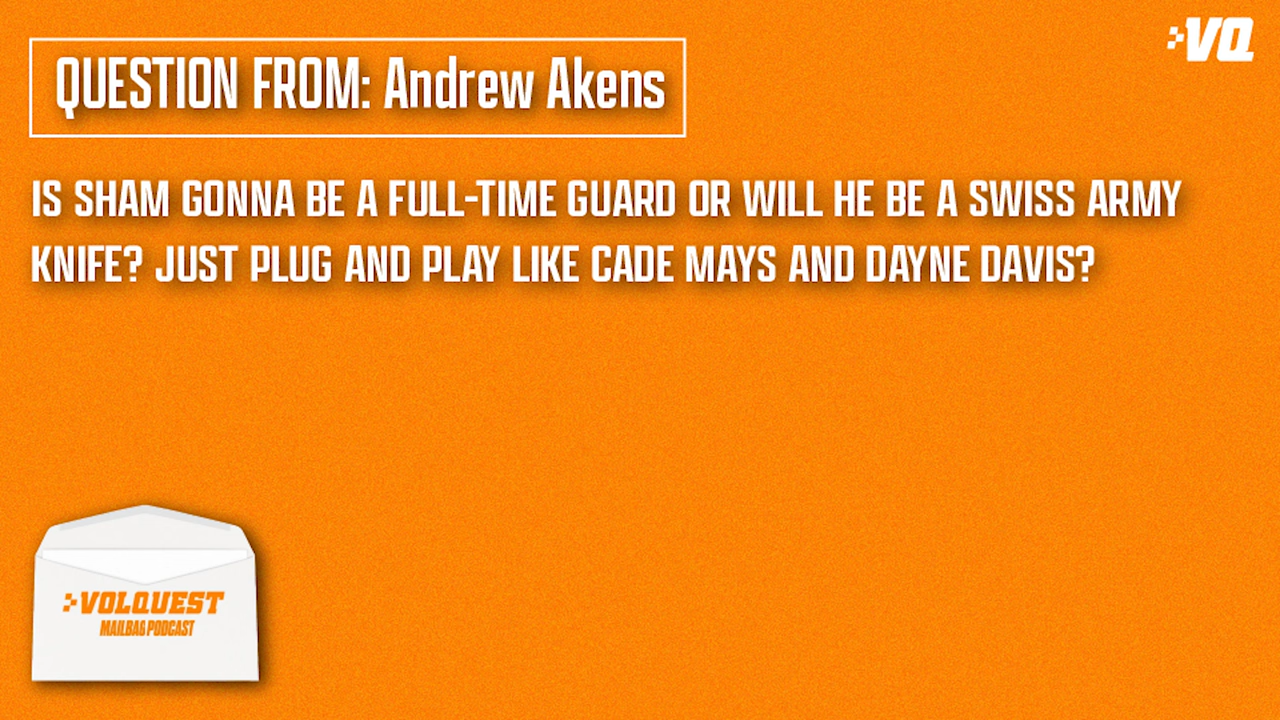 VQ
QUESTION FROM: Andrew Akens
IS SHAM GONNA BE A FULL-TIME GUARD OR WILL HE BE A SWISS ARMY
KNIFE? JUST PLUG AND PLAY LIKE CADE MAYS AND DAYNE DAVIS?
VOLQUEST
MAILBAG PODCAST